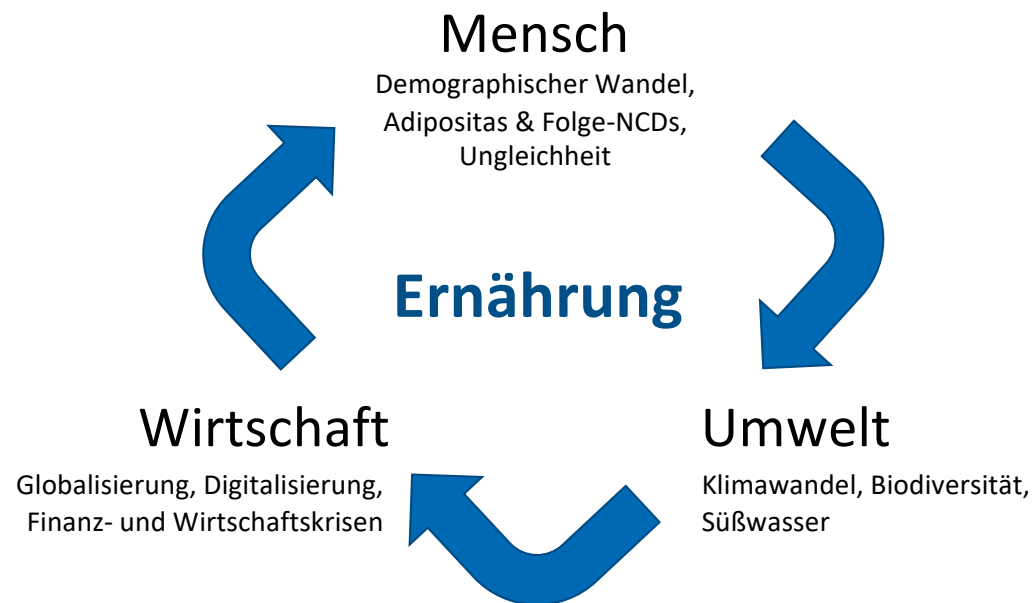 Mensch
Demographischer Wandel,
Adipositas & Folge-NCDs,
Ungleichheit
Ernährung
Wirtschaft
Globalisierung, Digitalisierung,
Finanz- und Wirtschaftskrisen
Umwelt
Klimawandel, Biodiversität,
Süßwasser